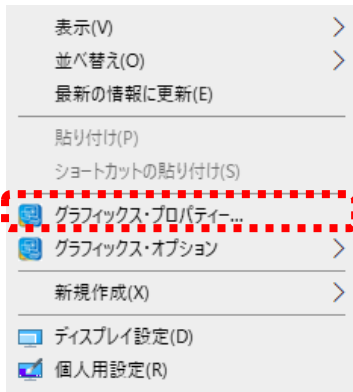 表示(V)
並べ替え(O)
最新の情報に更新(E)
貼り付け(P)
ショートカットの貼り付け(S)
グラフィックス・プロパティー...
グラフィックス・オプション
新規作成(X)
ディスプレイ設定(D)
個人用設定(R)